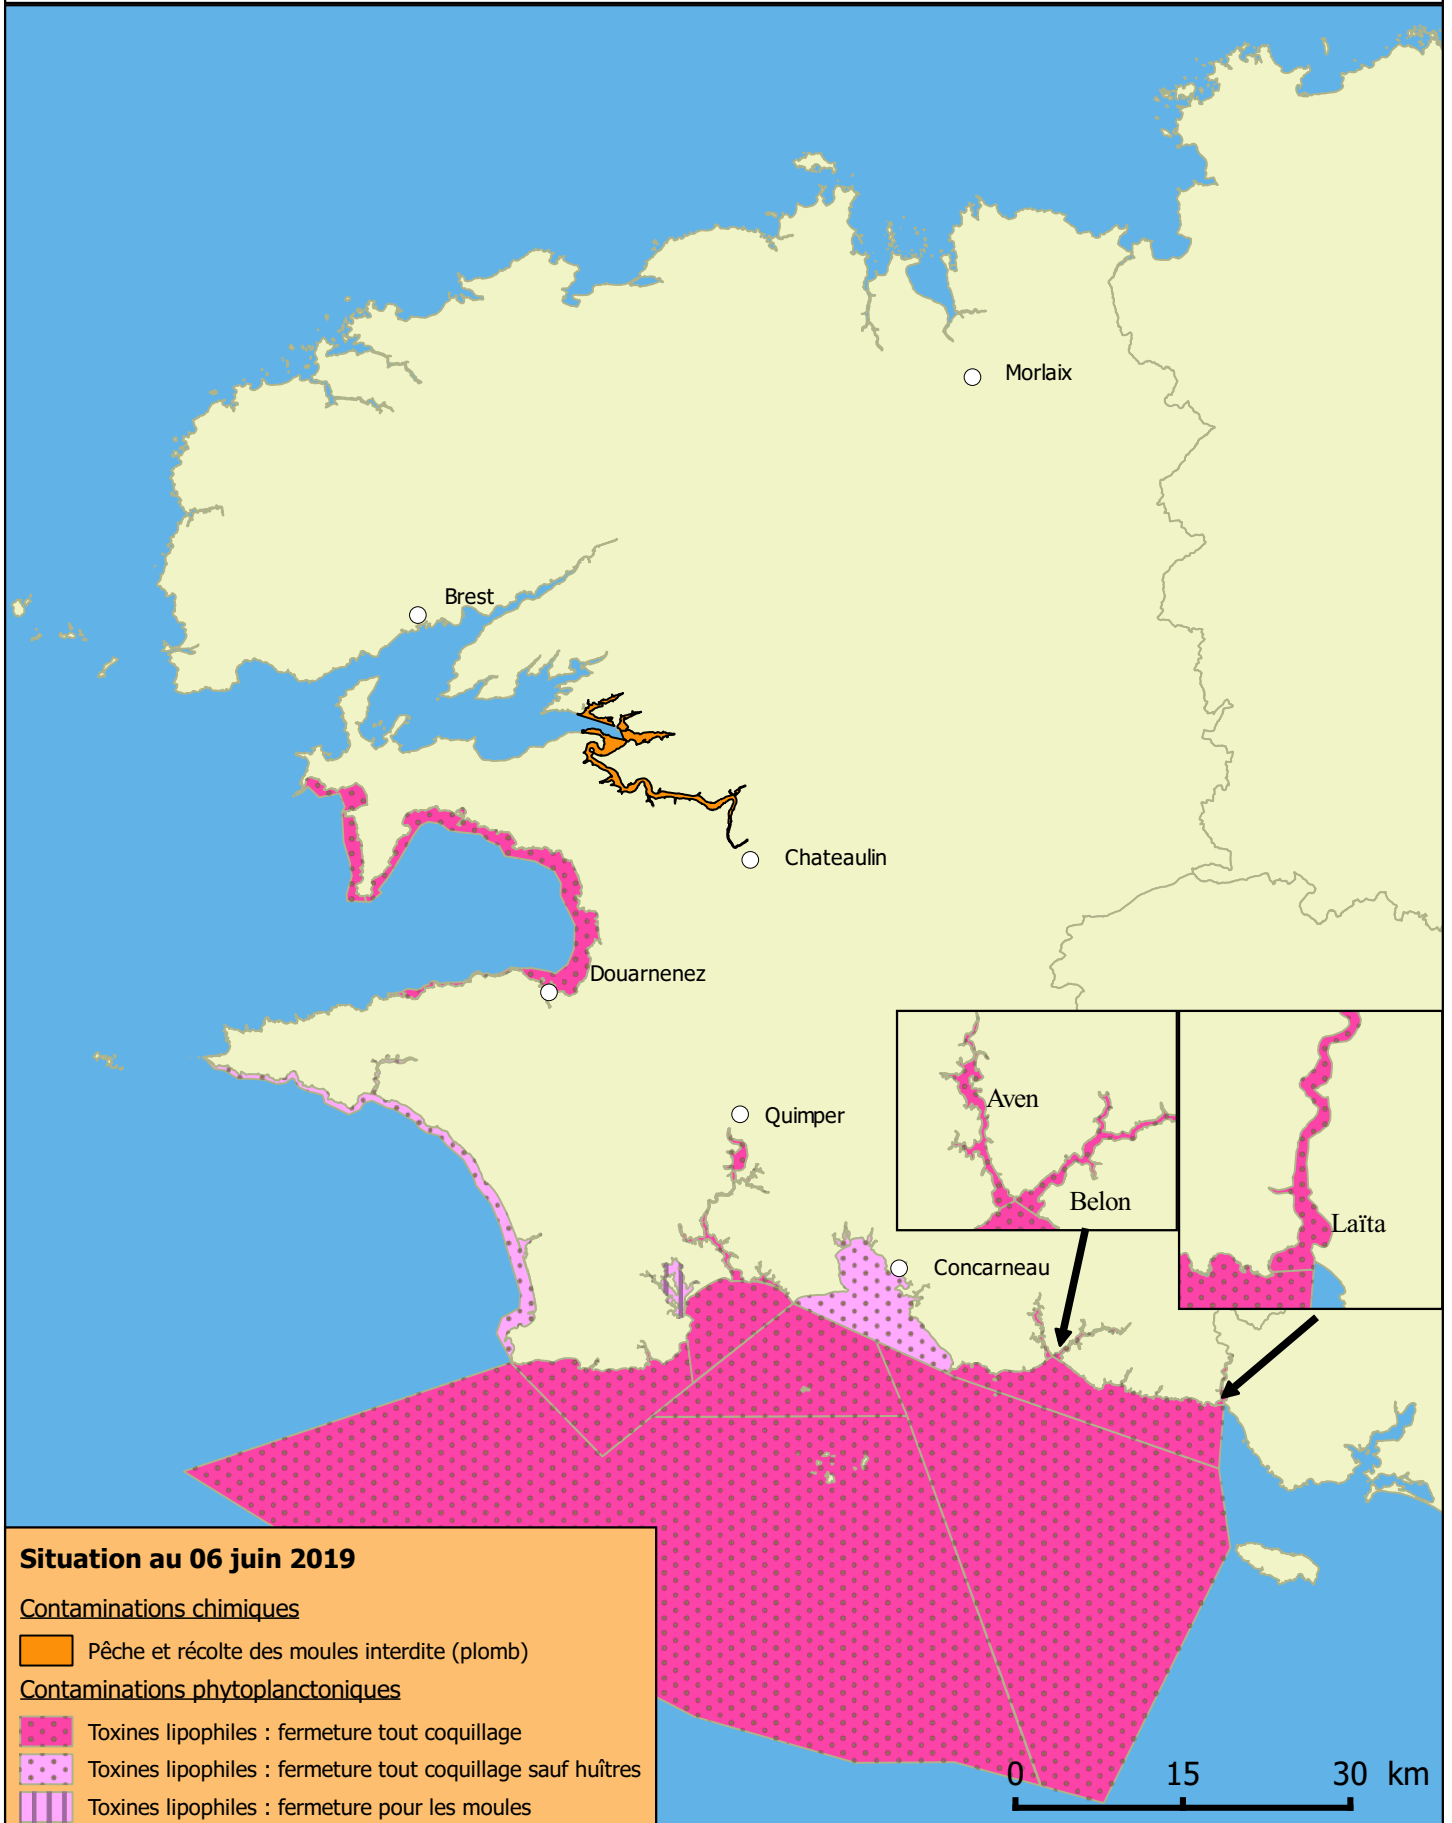 Morlaix
Brest
Chateaulin
Douarnenez
Quimper
Aven
Belon
Laïta
Concarneau
Situation au 06 juin 2019
Contaminations chimiques
Pêche et récolte des moules interdite (plomb)
Contaminations phytoplanctoniques
Toxines lipophiles : fermeture tout coquillage
Toxines lipophiles : fermeture tout coquillage sauf huîtres
Toxines lipophiles : fermeture pour les moules
0 15 30 km